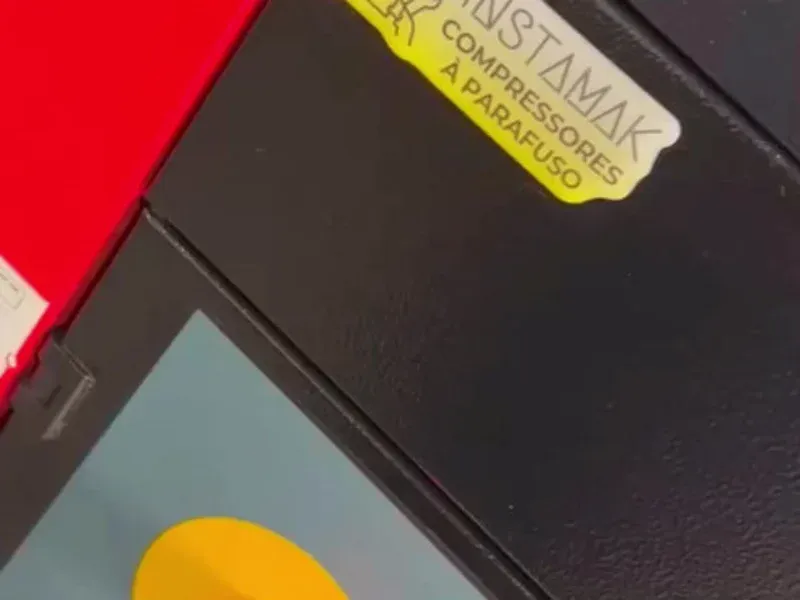 INSTAMAK
COMPRESSORES
À PARAFUSO